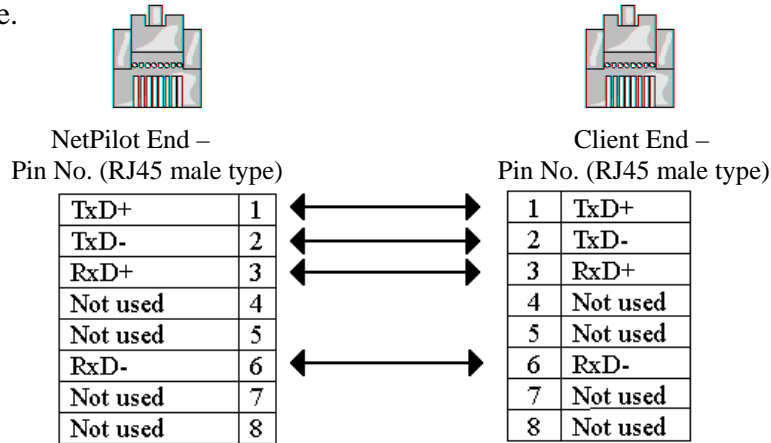 e.
NetPilot End –
Pin No. (RJ45 male type)
Client End –
Pin No. (RJ45 male type)
TxD+ 1
TxD- 2
RxD+ 3
Not used 4
Not used 5
RxD- 6
Not used 7
Not used 8
1 TxD+
2 TxD-
3 RxD+
4 Not used
5 Not used
6 RxD-
7 Not used
8 Not used